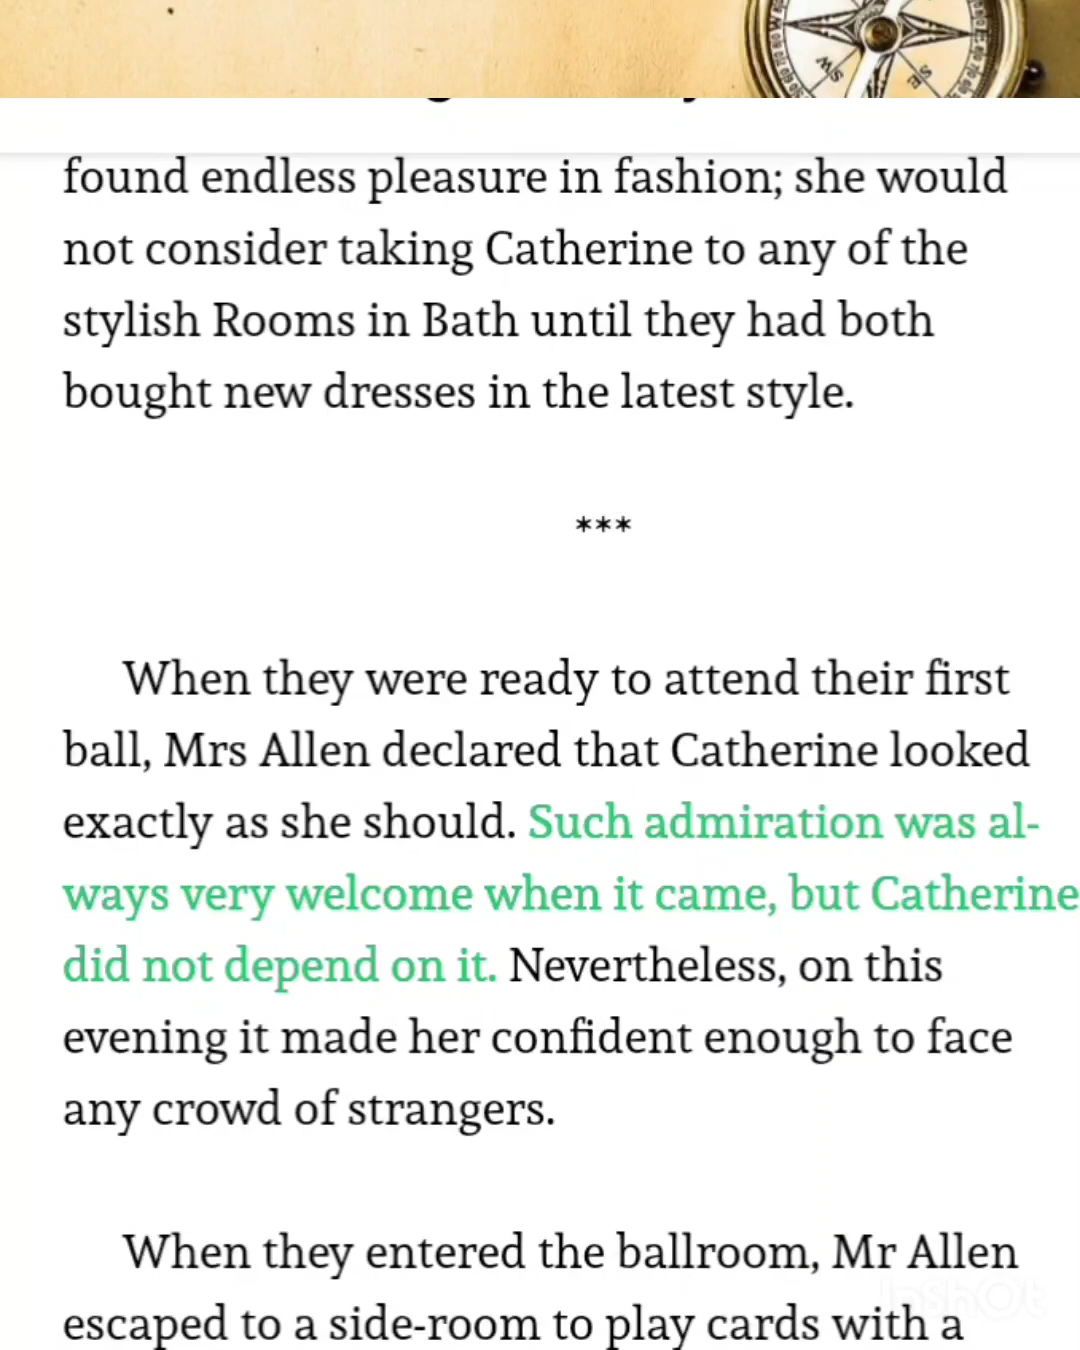 W
SW
SE
found endless pleasure in fashion; she would
not consider taking Catherine to any of the
stylish Rooms in Bath until they had both
bought new dresses in the latest style.
***
When they were ready to attend their first
ball, Mrs Allen declared that Catherine looked
exactly as she should. Such admiration was al-
ways very welcome when it came, but Catherine
did not depend on it. Nevertheless, on this
evening it made her confident enough to face
any crowd of strangers.
When they entered the ballroom, Mr Allen
escaped to a side-room to play cards with a
InShOt